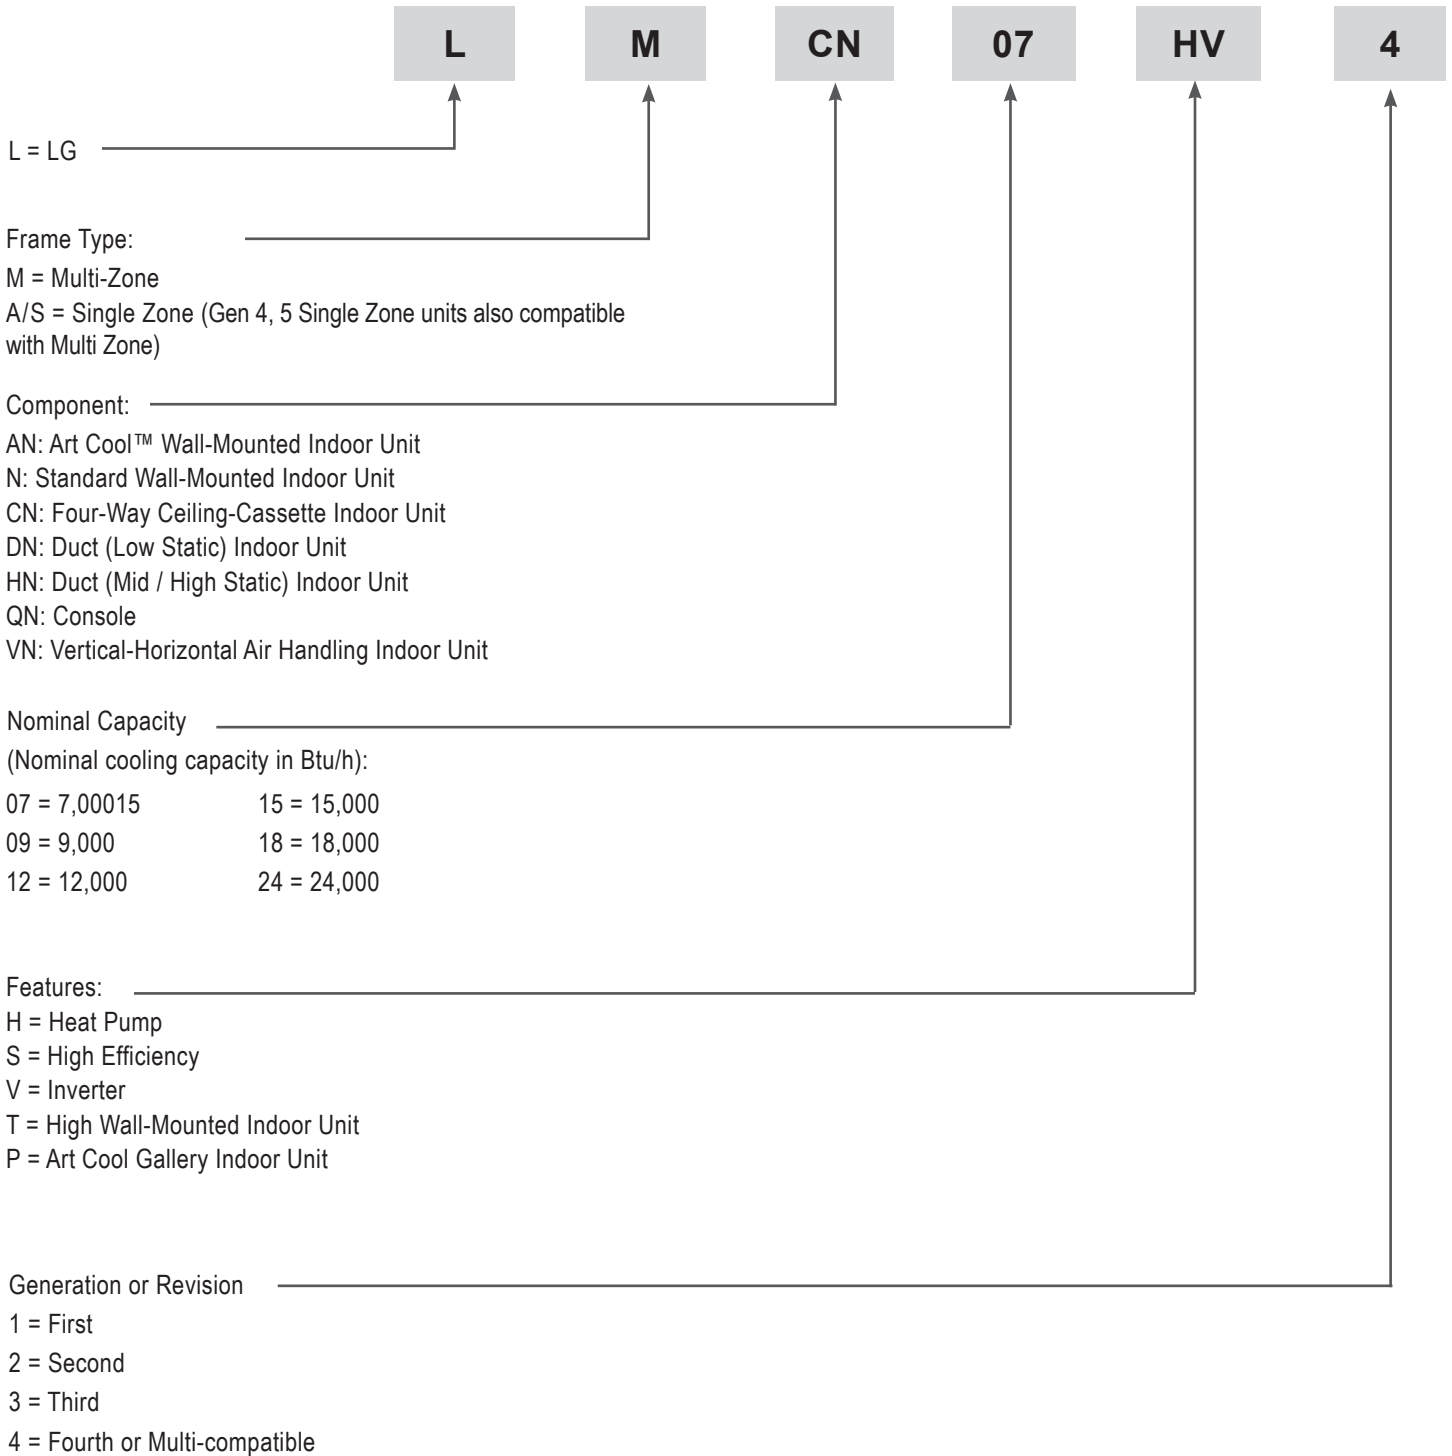 L M CN 07 HV 4
L = LG
Frame Type:
M = Multi-Zone
A/S = Single Zone (Gen 4, 5 Single Zone units also compatible
with Multi Zone)
Component:
AN: Art Cool™ Wall-Mounted Indoor Unit
N: Standard Wall-Mounted Indoor Unit
CN: Four-Way Ceiling-Cassette Indoor Unit
DN: Duct (Low Static) Indoor Unit
HN: Duct (Mid / High Static) Indoor Unit
QN: Console
VN: Vertical-Horizontal Air Handling Indoor Unit
Nominal Capacity
(Nominal cooling capacity in Btu/h):
07 = 7,00015 15 = 15,000
09 = 9,000 18 = 18,000
12 = 12,000 24 = 24,000
Features:
H = Heat Pump
S = High Efficiency
V = Inverter
T = High Wall-Mounted Indoor Unit
P = Art Cool Gallery Indoor Unit
Generation or Revision
1 = First
2 = Second
3 = Third
4 = Fourth or Multi-compatible